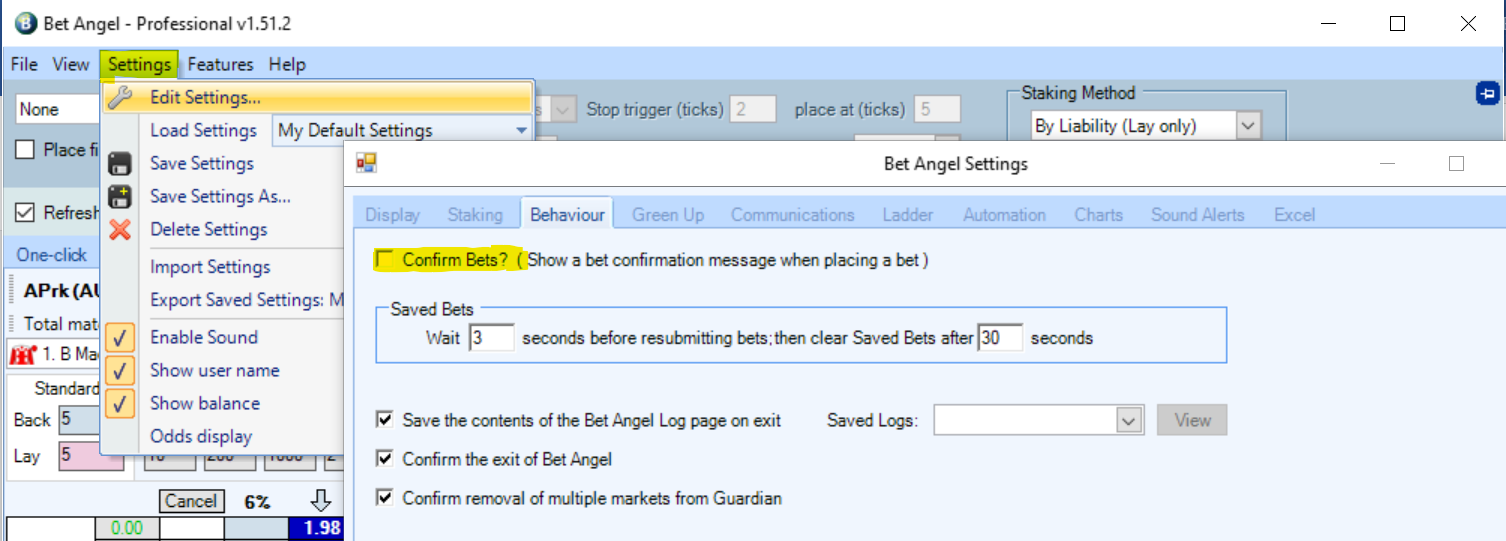 Bet Angel - Professional v1.51.2
File View Settings Features Help
Edit Settings...
None
Stop trigger (ticks) 2 place at (ticks) 5
Staking Method
By Liability (Lay only)
Load Settings My Default Settings
Place fi
Save Settings
Bet Angel Settings
Save Settings As...
Refresh
Display Staking Behaviour Green Up Communications Ladder Automation Charts Sound Alerts Excel
Delete Settings
One-click
Confirm Bets? ( Show a bet confirmation message when placing a bet )
Import Settings
APrk (AU
Export Saved Settings: M
Saved Bets
Total mat
Enable Sound
Wait 3 seconds before resubmitting bets;then clear Saved Bets after 30 seconds
1. B Ma
Show user name
Standard
Show balance
Back 5
Save the contents of the Bet Angel Log page on exit Saved Logs: View
Odds display
Lay 5
Confirm the exit of Bet Angel
Confirm removal of multiple markets from Guardian
Cancel 6%
0.00 1.98